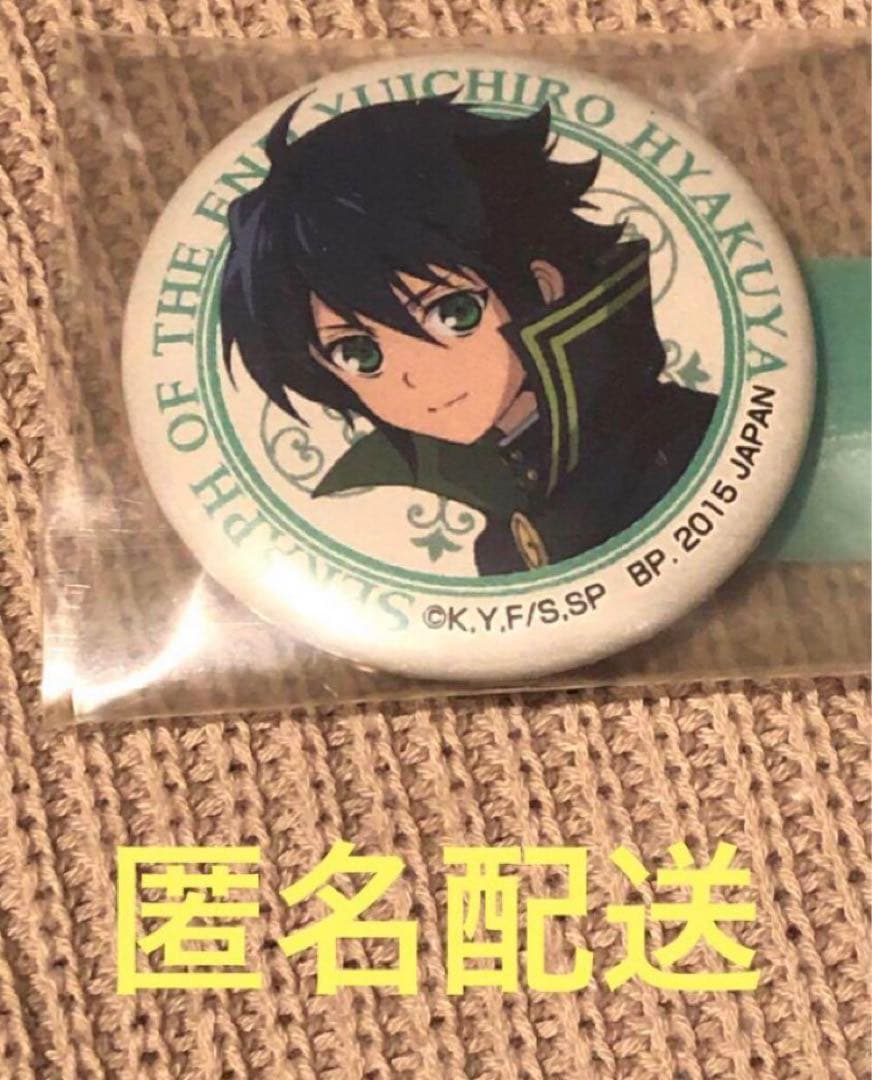 SERAPH OF THE END YUICHIRO HYAKUYA
©K,Y,F/S,SP BP. 2015 JAPAN
匿名配送